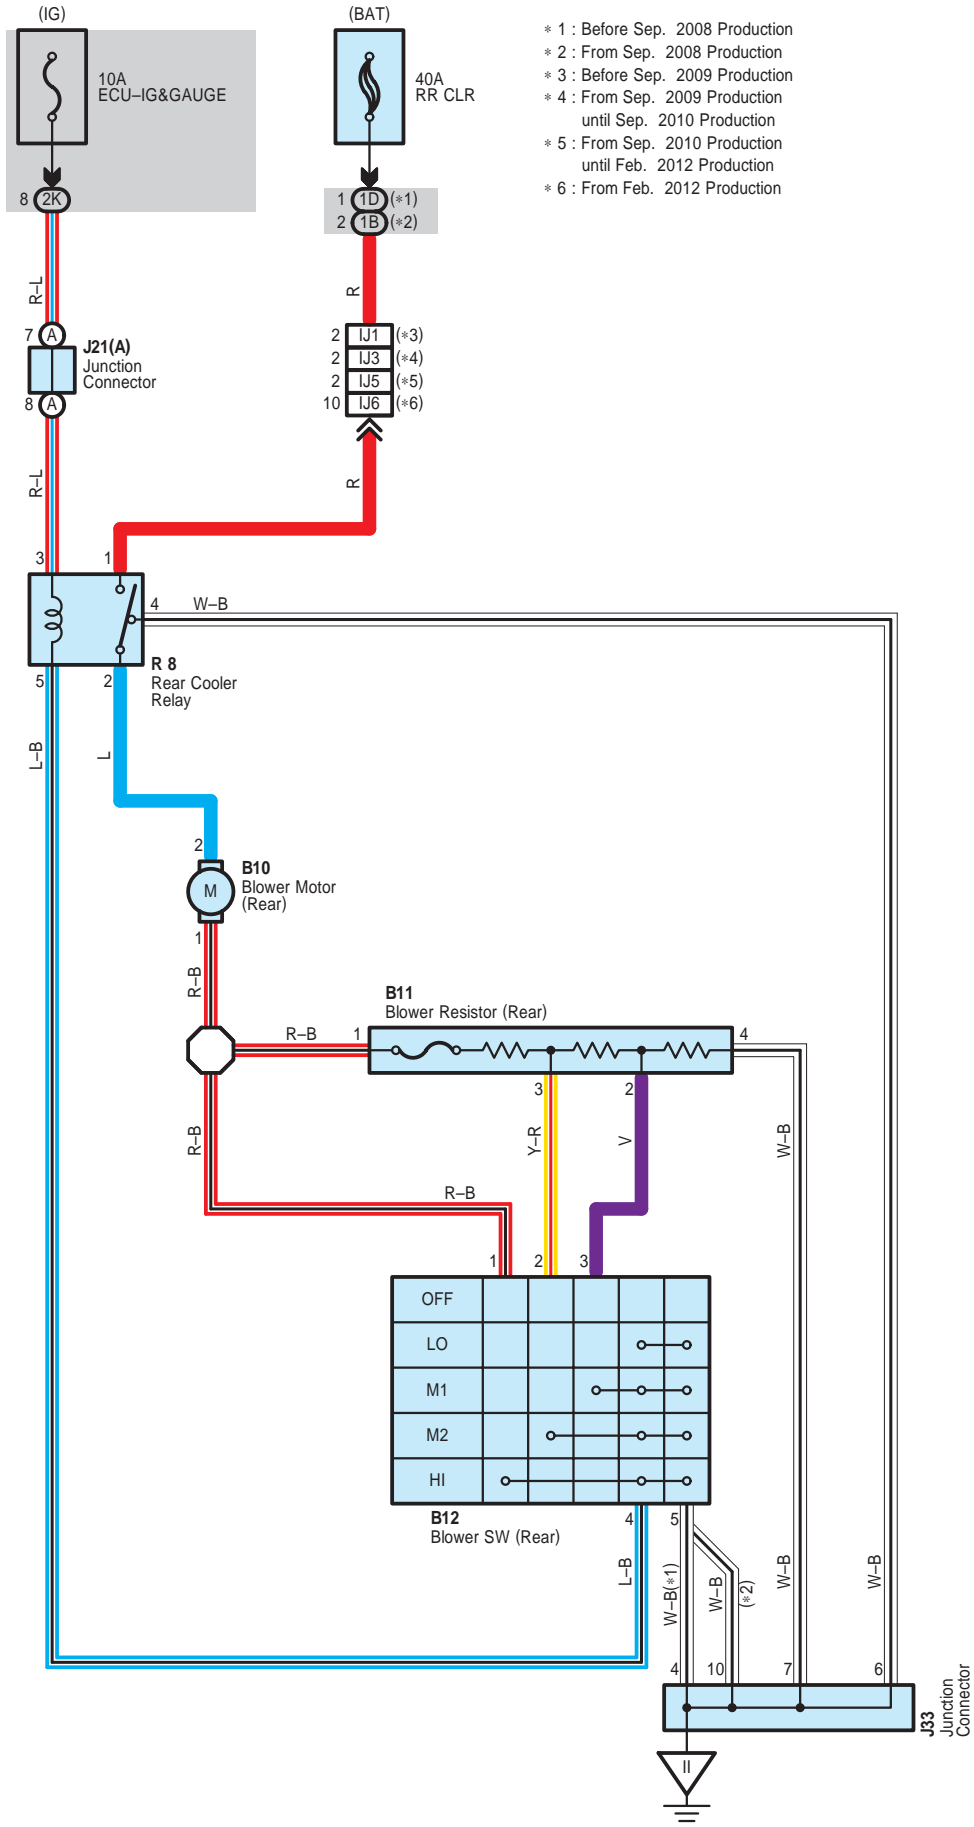 (IG)
(BAT)
10A
ECU–IG&GAUGE
40A
RR CLR
∗ 1 : Before Sep. 2008 Production
∗ 2 : From Sep. 2008 Production
∗ 3 : Before Sep. 2009 Production
∗ 4 : From Sep. 2009 Production
until Sep. 2010 Production
∗ 5 : From Sep. 2010 Production
until Feb. 2012 Production
∗ 6 : From Feb. 2012 Production
8 2K
1 1D (∗1)
2 1B (∗2)
R–L
R
7 A
J21(A)
Junction
Connector
8 A
2 IJ1 (∗3)
2 IJ3 (∗4)
2 IJ5 (∗5)
10 IJ6 (∗6)
R–L
R
3
1
4
W–B
R 8
Rear Cooler
Relay
5
2
L–B
L
2
B10
Blower Motor
(Rear)
M
1
R–B
B11
Blower Resistor (Rear)
R–B
1
4
3
2
R–B
Y–R
V
W–B
R–B
1
2
3
OFF
LO
M1
M2
HI
B12
Blower SW (Rear)
4
5
L–B
W–B(∗1)
W–B
(∗2)
W–B
W–B
4
10
7
6
J33
Junction
Connector
II